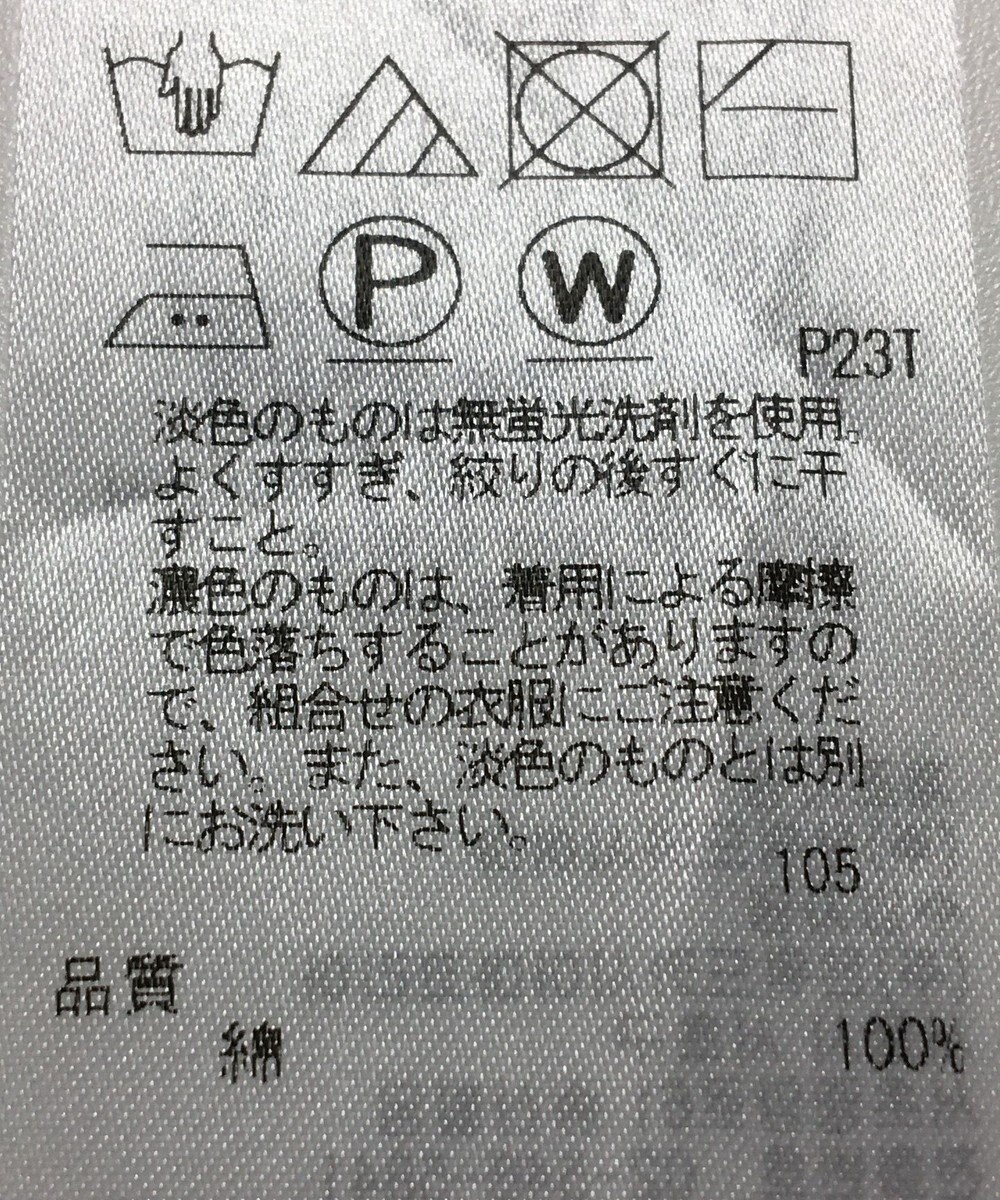 P
W
P23T
淡色のものは無蛍光洗剤を使用。
よくすすぎ、絞りの後すぐに干
すこと。
濃色のものは、着用による摩擦
で色落ちすることがありますの
で、組合せの衣服にご注意くだ
さい。また、淡色のものとは別
にお洗い下さい。
105
品質
綿 100%